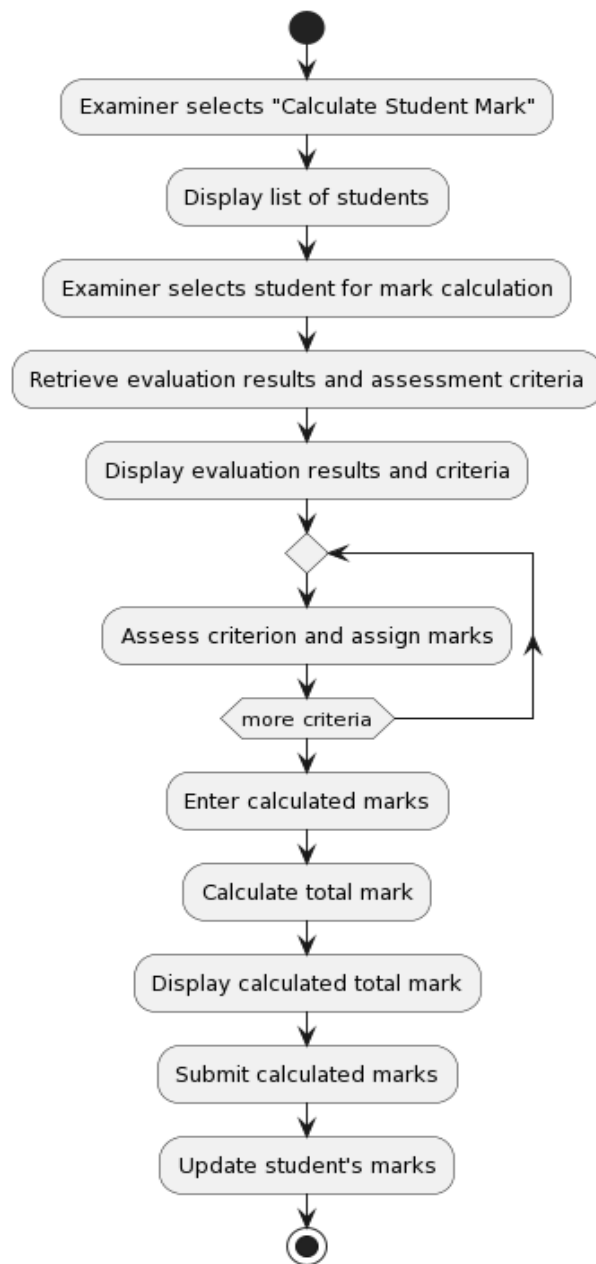 Examiner selects "Calculate Student Mark"
Display list of students
Examiner selects student for mark calculation
Retrieve evaluation results and assessment criteria
Display evaluation results and criteria
Assess criterion and assign marks
more criteria
Enter calculated marks
Calculate total mark
Display calculated total mark
Submit calculated marks
Update student's marks